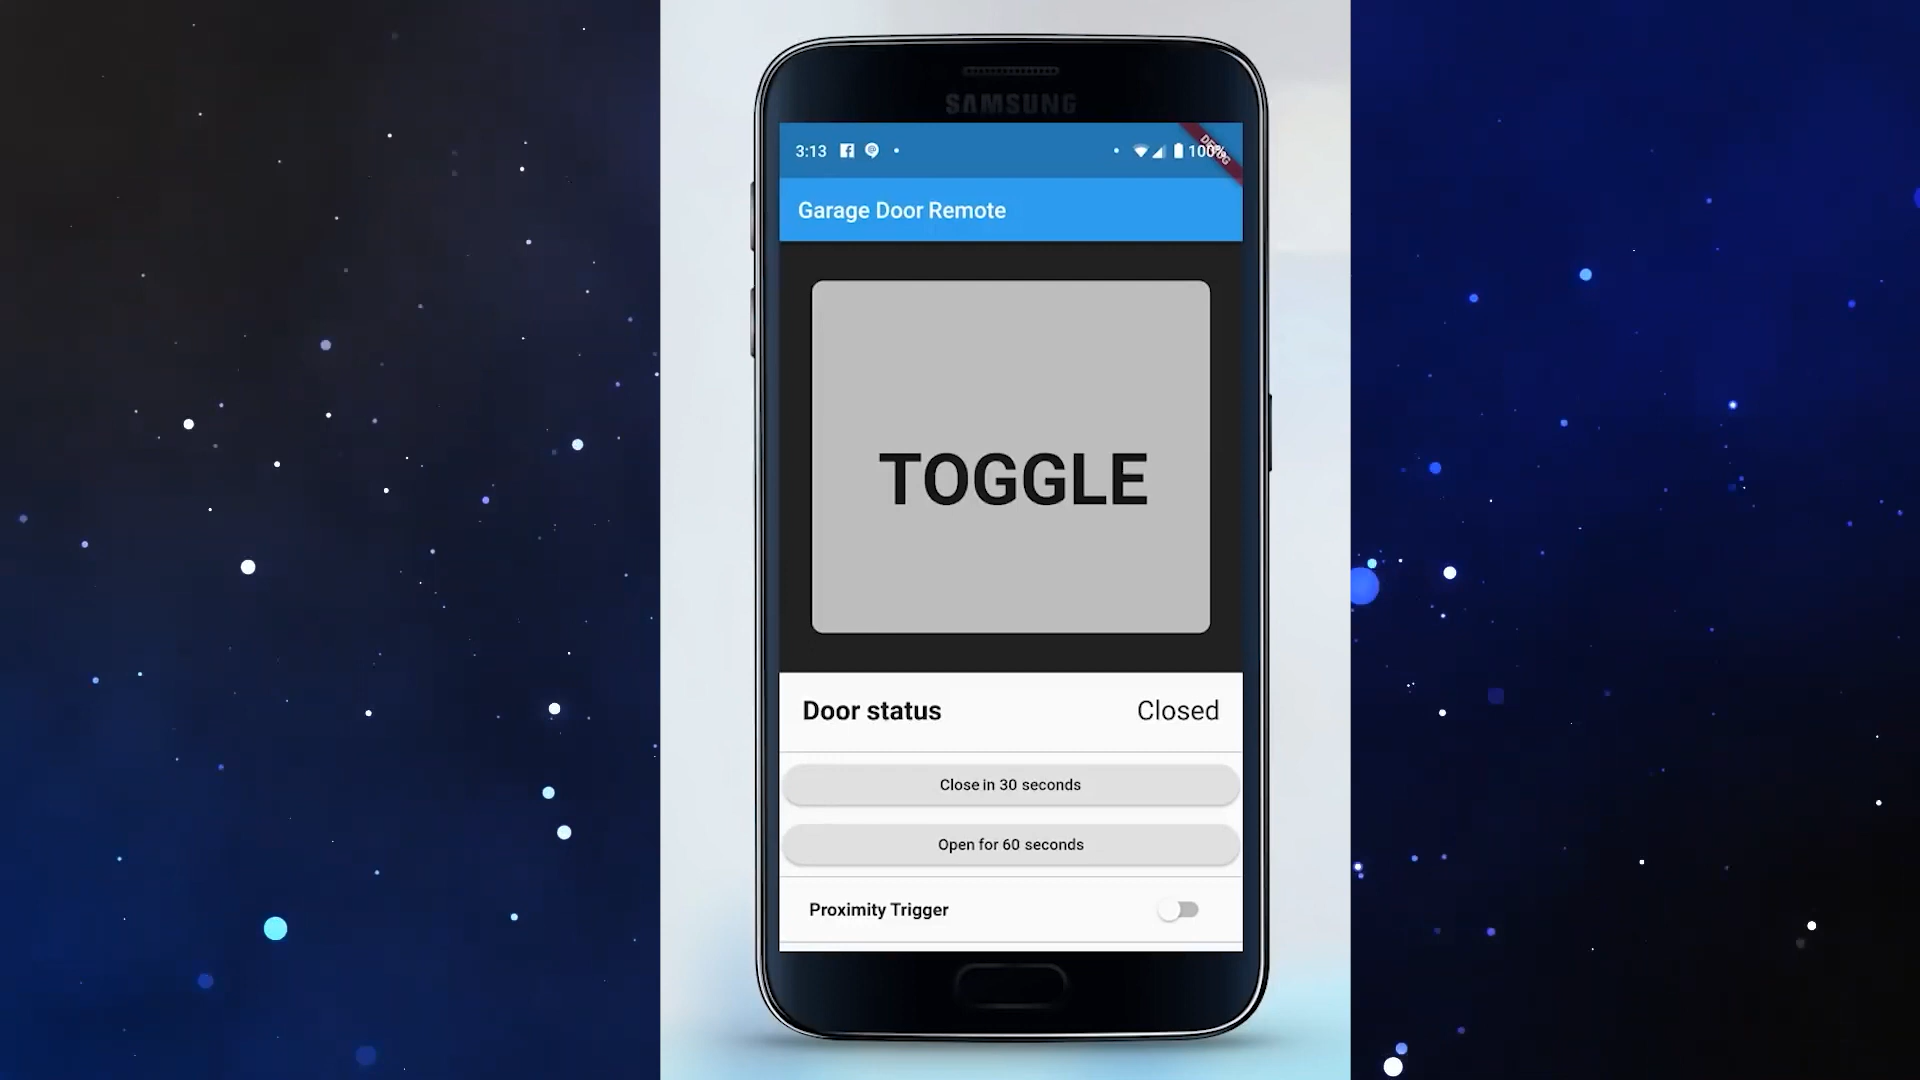 SAMSUNG
3:13
100%
DEBUG
Garage Door Remote
TOGGLE
Door status Closed
Close in 30 seconds
Open for 60 seconds
Proximity Trigger